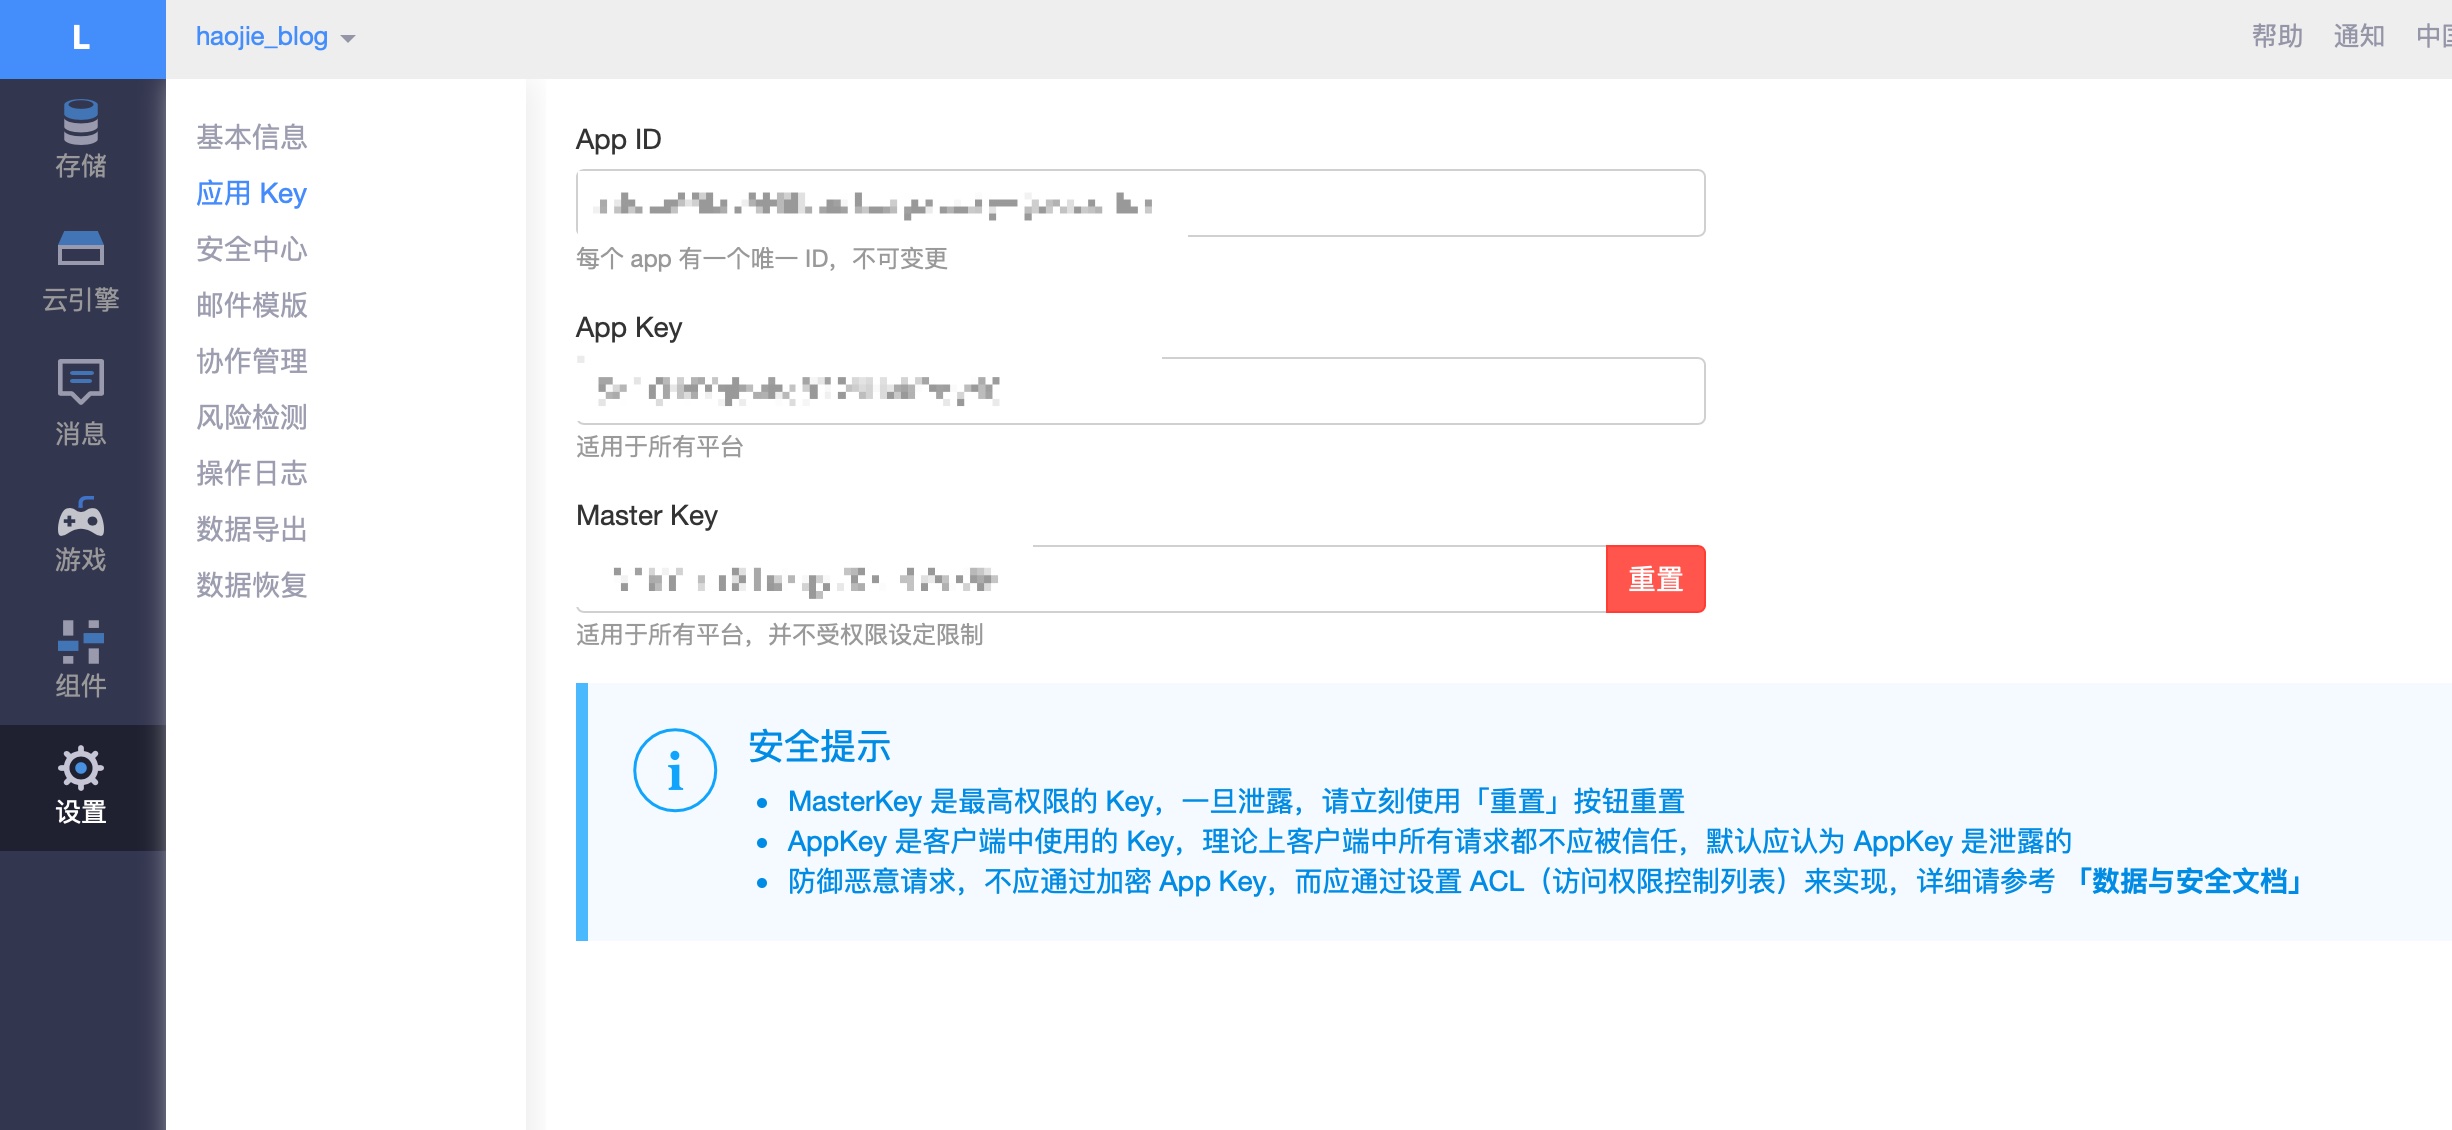 L
haojie_blog
帮助 通知
存储
云引擎
消息
游戏
组件
设置
基本信息
应用 Key
安全中心
邮件模版
协作管理
风险检测
操作日志
数据导出
数据恢复
App ID
每个 app 有一个唯一 ID，不可变更
App Key
适用于所有平台
Master Key
重置
适用于所有平台，并不受权限设定限制
安全提示
MasterKey 是最高权限的 Key，一旦泄露，请立刻使用「重置」按钮重置
AppKey 是客户端中使用的 Key，理论上客户端中所有请求都不应被信任，默认应认为 AppKey 是泄露的
防御恶意请求，不应通过加密 App Key，而应通过设置 ACL（访问权限控制列表）来实现，详细请参考 「数据与安全文档」